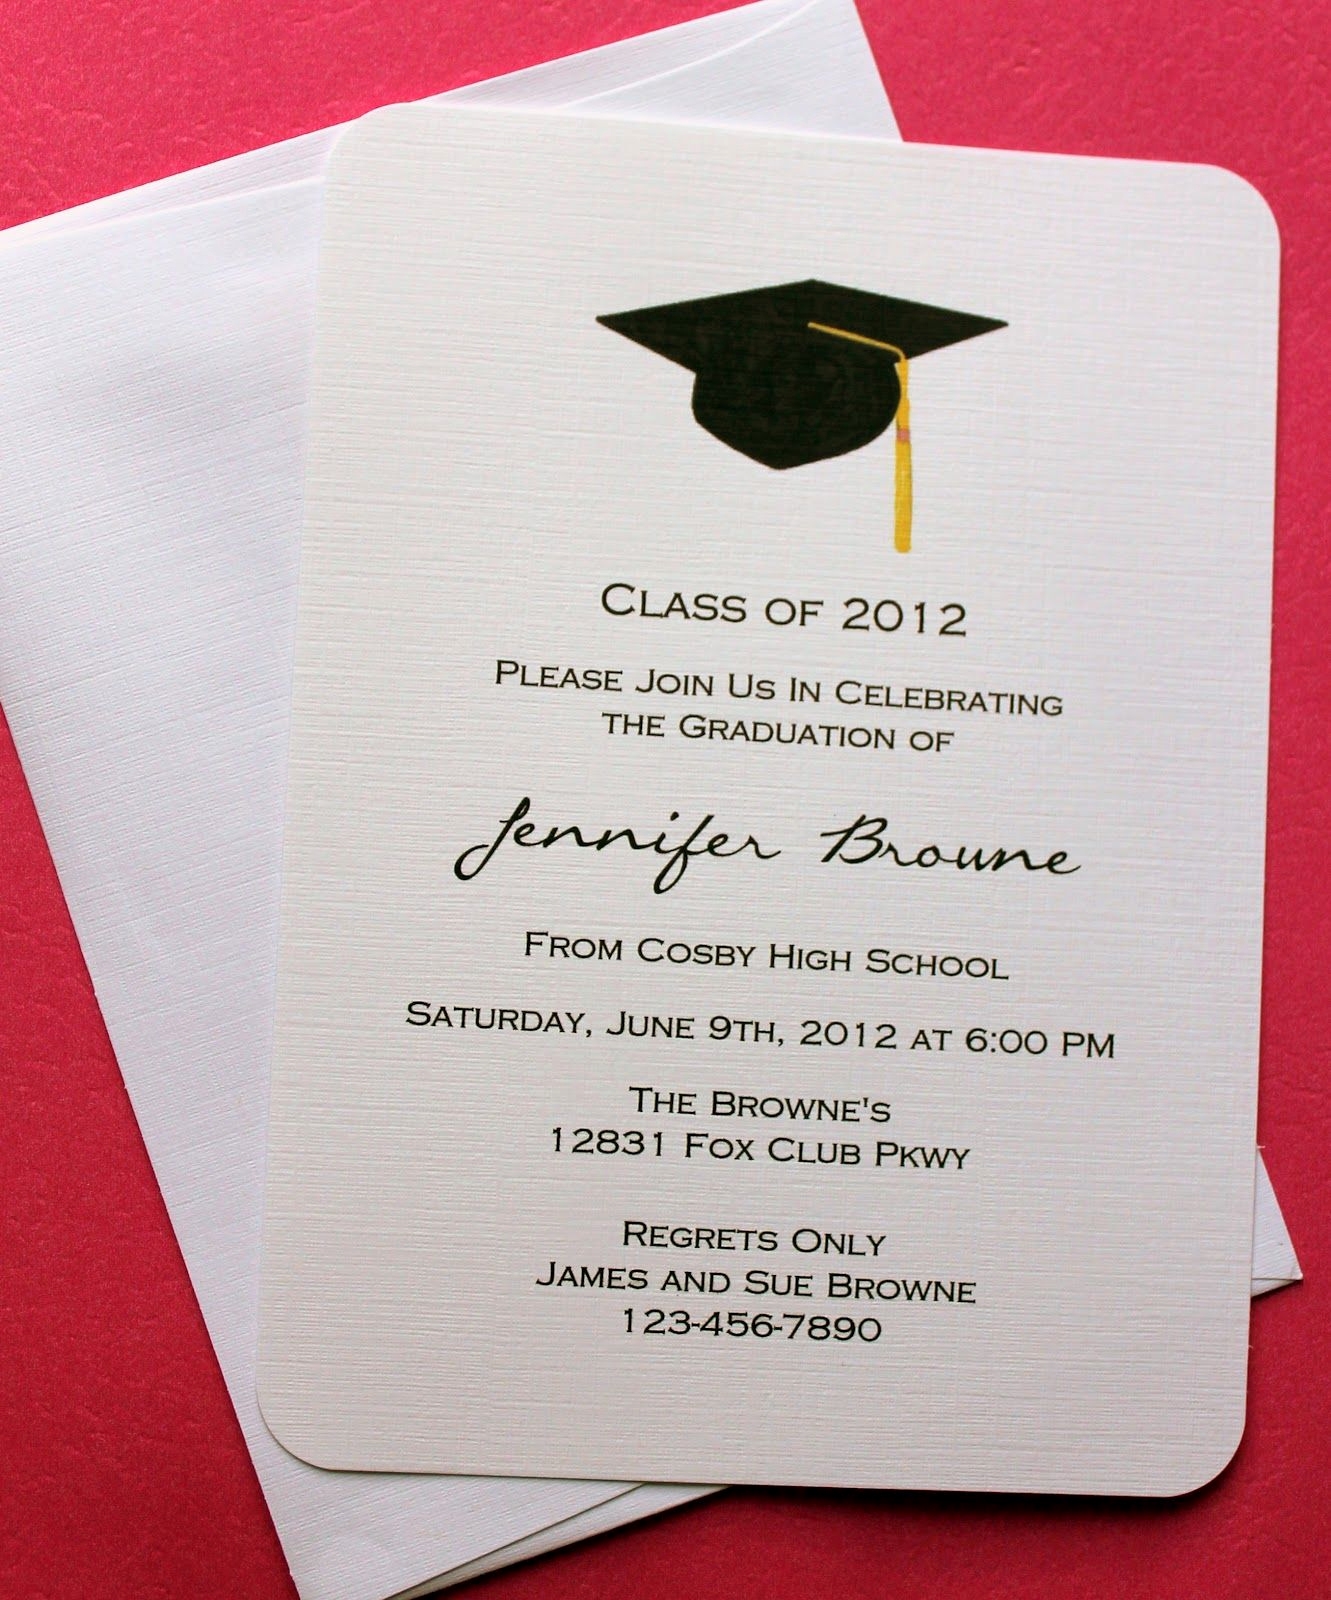 Class of 2012
Please Join Us In Celebrating
the Graduation of
Jennifer Browne
From Cosby High School
Saturday, June 9th, 2012 at 6:00 PM
The Browne's
12831 Fox Club Pkwy
Regrets Only
James and Sue Browne
123-456-7890